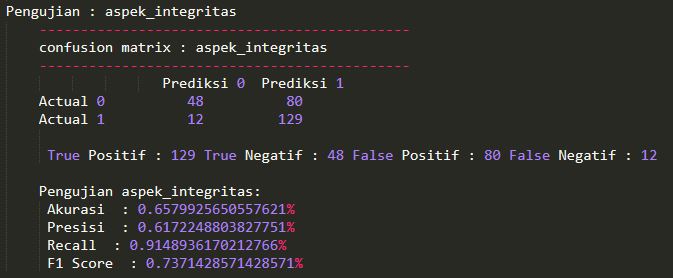 Pengujian : aspek_integritas
---------------------------------------------
confusion matrix : aspek_integritas
---------------------------------------------
Prediksi 0  Prediksi 1
Actual 0 48 80
Actual 1 12 129
True Positif : 129 True Negatif : 48 False Positif : 80 False Negatif : 12
Pengujian aspek_integritas:
Akurasi  : 0.6579925650557621%
Presisi  : 0.6172248803827751%
Recall  : 0.9148936170212766%
F1 Score  : 0.7371428571428571%